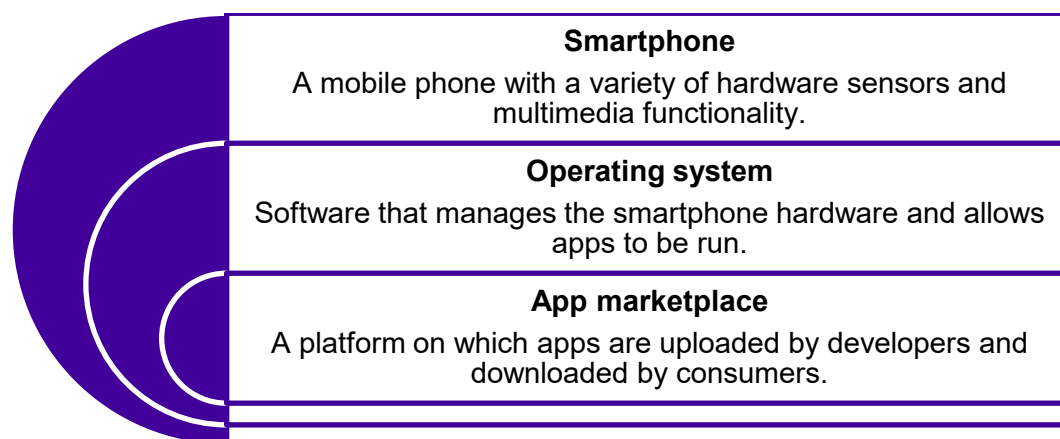 Smartphone
A mobile phone with a variety of hardware sensors and
multimedia functionality.
Operating system
Software that manages the smartphone hardware and allows
apps to be run.
App marketplace
A platform on which apps are uploaded by developers and
downloaded by consumers.